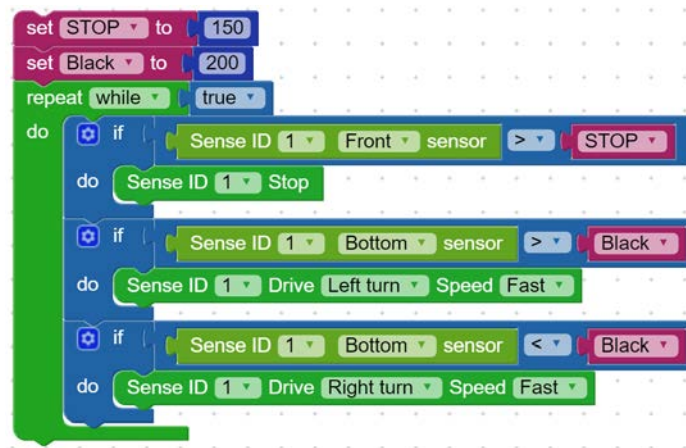 set STOP to 150
set Black to 200
repeat while true
do if Sense ID 1 Front sensor > STOP
do Sense ID 1 Stop
if Sense ID 1 Bottom sensor > Black
do Sense ID 1 Drive Left turn Speed Fast
if Sense ID 1 Bottom sensor < Black
do Sense ID 1 Drive Right turn Speed Fast